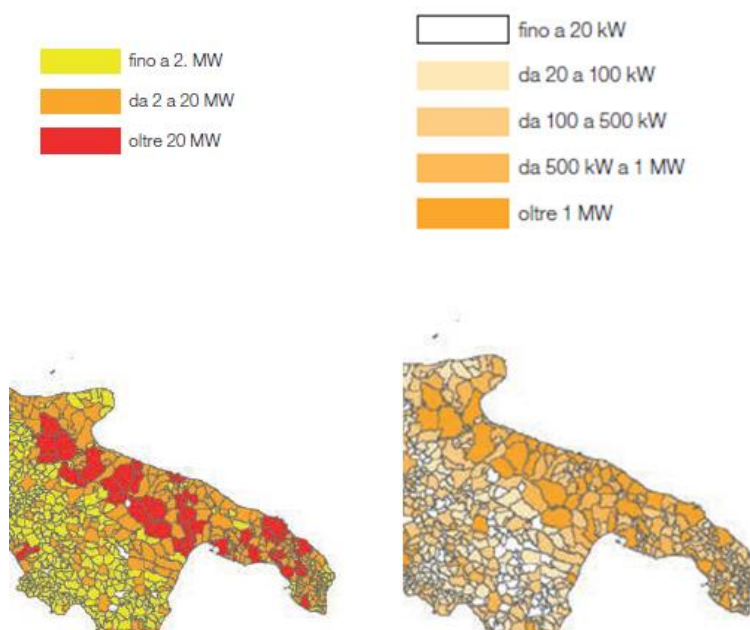 fino a 2. MW
da 2 a 20 MW
oltre 20 MW
fino a 20 kW
da 20 a 100 kW
da 100 a 500 kW
da 500 kW a 1 MW
oltre 1 MW